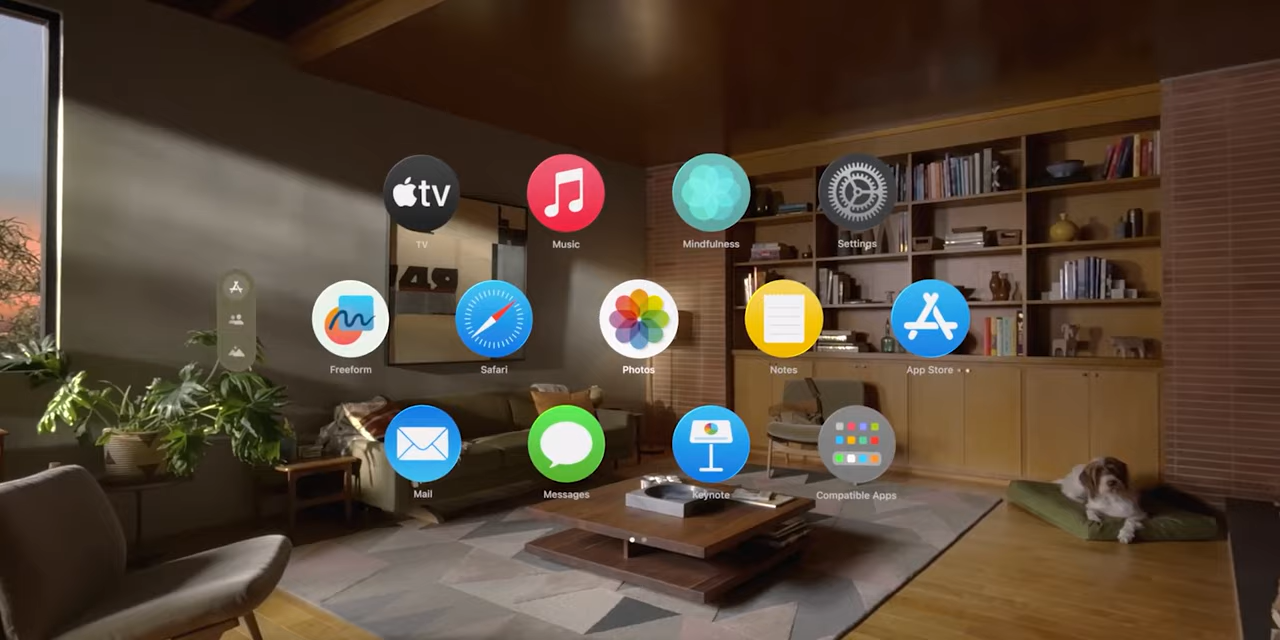 tv
TV
Music
Mindfulness
Settings
Freeform
Safari
Photos
Notes
App Store
Mail
Messages
Keynote
Compatible Apps